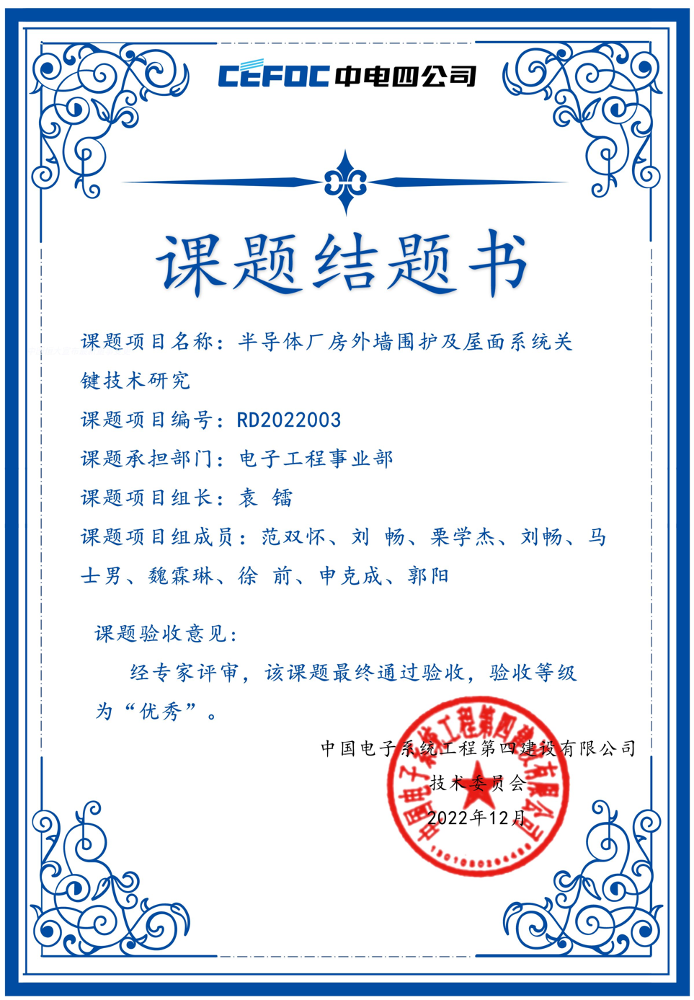 CEFOC 中电四公司
课题结题书
课题项目名称：半导体厂房外墙围护及屋面系统关
键技术研究
课题项目编号：RD2022003
课题承担部门：电子工程事业部
课题项目组长：袁 镭
课题项目组成员：范双怀、刘 畅、栗学杰、刘畅、马
士男、魏霖琳、徐 前、申克成、郭阳
课题验收意见：
经专家评审，该课题最终通过验收，验收等级
为“优秀”。
中国电子系统工程第四建设有限公司
技术委员会
2022年12月
中国电子系统工程第四建设有限公司